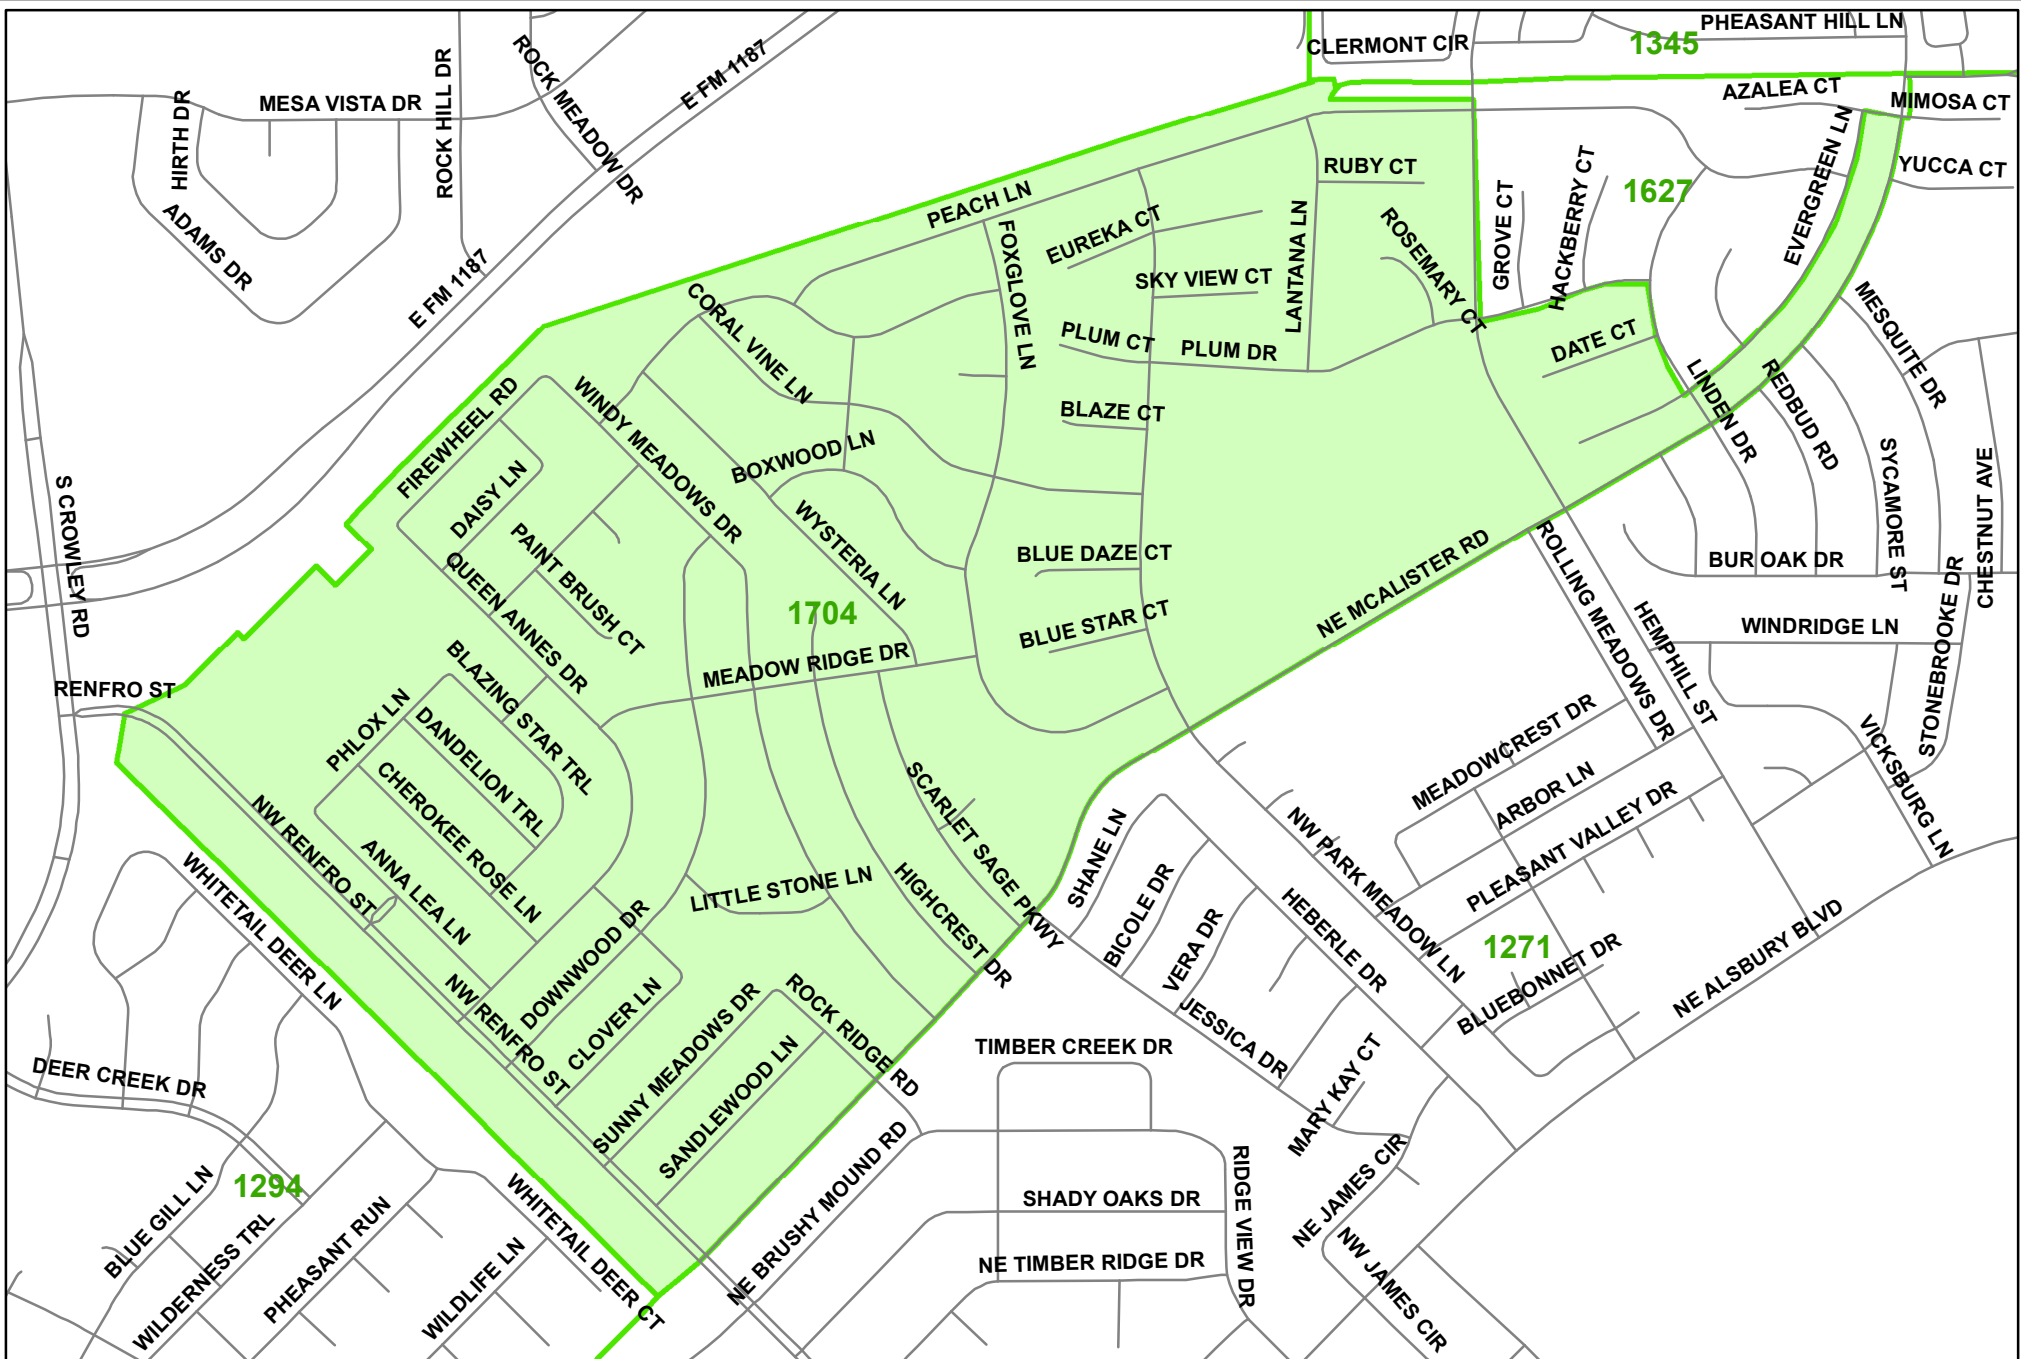 PHEASANT HILL LN
CLERMONT CIR
1345
ROCK HILL DR
ROCK MEADOW DR
E FM 1187
AZALEA CT
MIMOSA CT
MESA VISTA DR
HIRTH DR
ADAMS DR
E FM 1187
RUBY CT
GROVE CT
HACKBERRY CT
1627
EVERGREEN LN
YUCCA CT
PEACH LN
FOXGLOVE LN
EUREKA CT
SKY VIEW CT
LANTANA LN
ROSEMARY CT
CORAL VINE LN
PLUM CT
PLUM DR
DATE CT
LINDEN DR
REDBUD RD
MESQUITE DR
FIREWHEEL RD
WINDY MEADOWS DR
BLAZE CT
BOXWOOD LN
SYCAMORE ST
CHESTNUT AVE
S CROWLEY RD
DAISY LN
PAINT BRUSH CT
QUEEN ANNES DR
WYSTERIA LN
BLUE DAZE CT
NE MCALISTER RD
ROLLING MEADOWS DR
BUR OAK DR
STONEBROOKE DR
1704
BLUE STAR CT
HEMPHILL ST
WINDRIDGE LN
MEADOW RIDGE DR
BLAZING STAR TRL
RENFRO ST
PHLOX LN
DANDELION TRL
CHEROKEE ROSE LN
MEADOWCREST DR
VICKSBURG LN
ARBOR LN
PLEASANT VALLEY DR
SCARLET SAGE PKWY
NW RENFRO ST
ANNA LEA LN
WHITETAIL DEER LN
LITTLE STONE LN
HIGHCREST DR
SHANE LN
BICOLE DR
VERA DR
HEBERLE DR
NW PARK MEADOW LN
1271
BLUEBONNET DR
NE ALSBURY BLVD
NW RENFRO ST
DOWNWOOD DR
CLOVER LN
SUNNY MEADOWS DR
ROCK RIDGE RD
SANDLEWOOD LN
JESSICA DR
MARY KAY CT
TIMBER CREEK DR
DEER CREEK DR
1294
BLUE GILL LN
WILDERNESS TRL
PHEASANT RUN
WILDLIFE LN
WHITETAIL DEER CT
NE BRUSHY MOUND RD
SHADY OAKS DR
RIDGE VIEW DR
NE TIMBER RIDGE DR
NE JAMES CIR
NW JAMES CIR